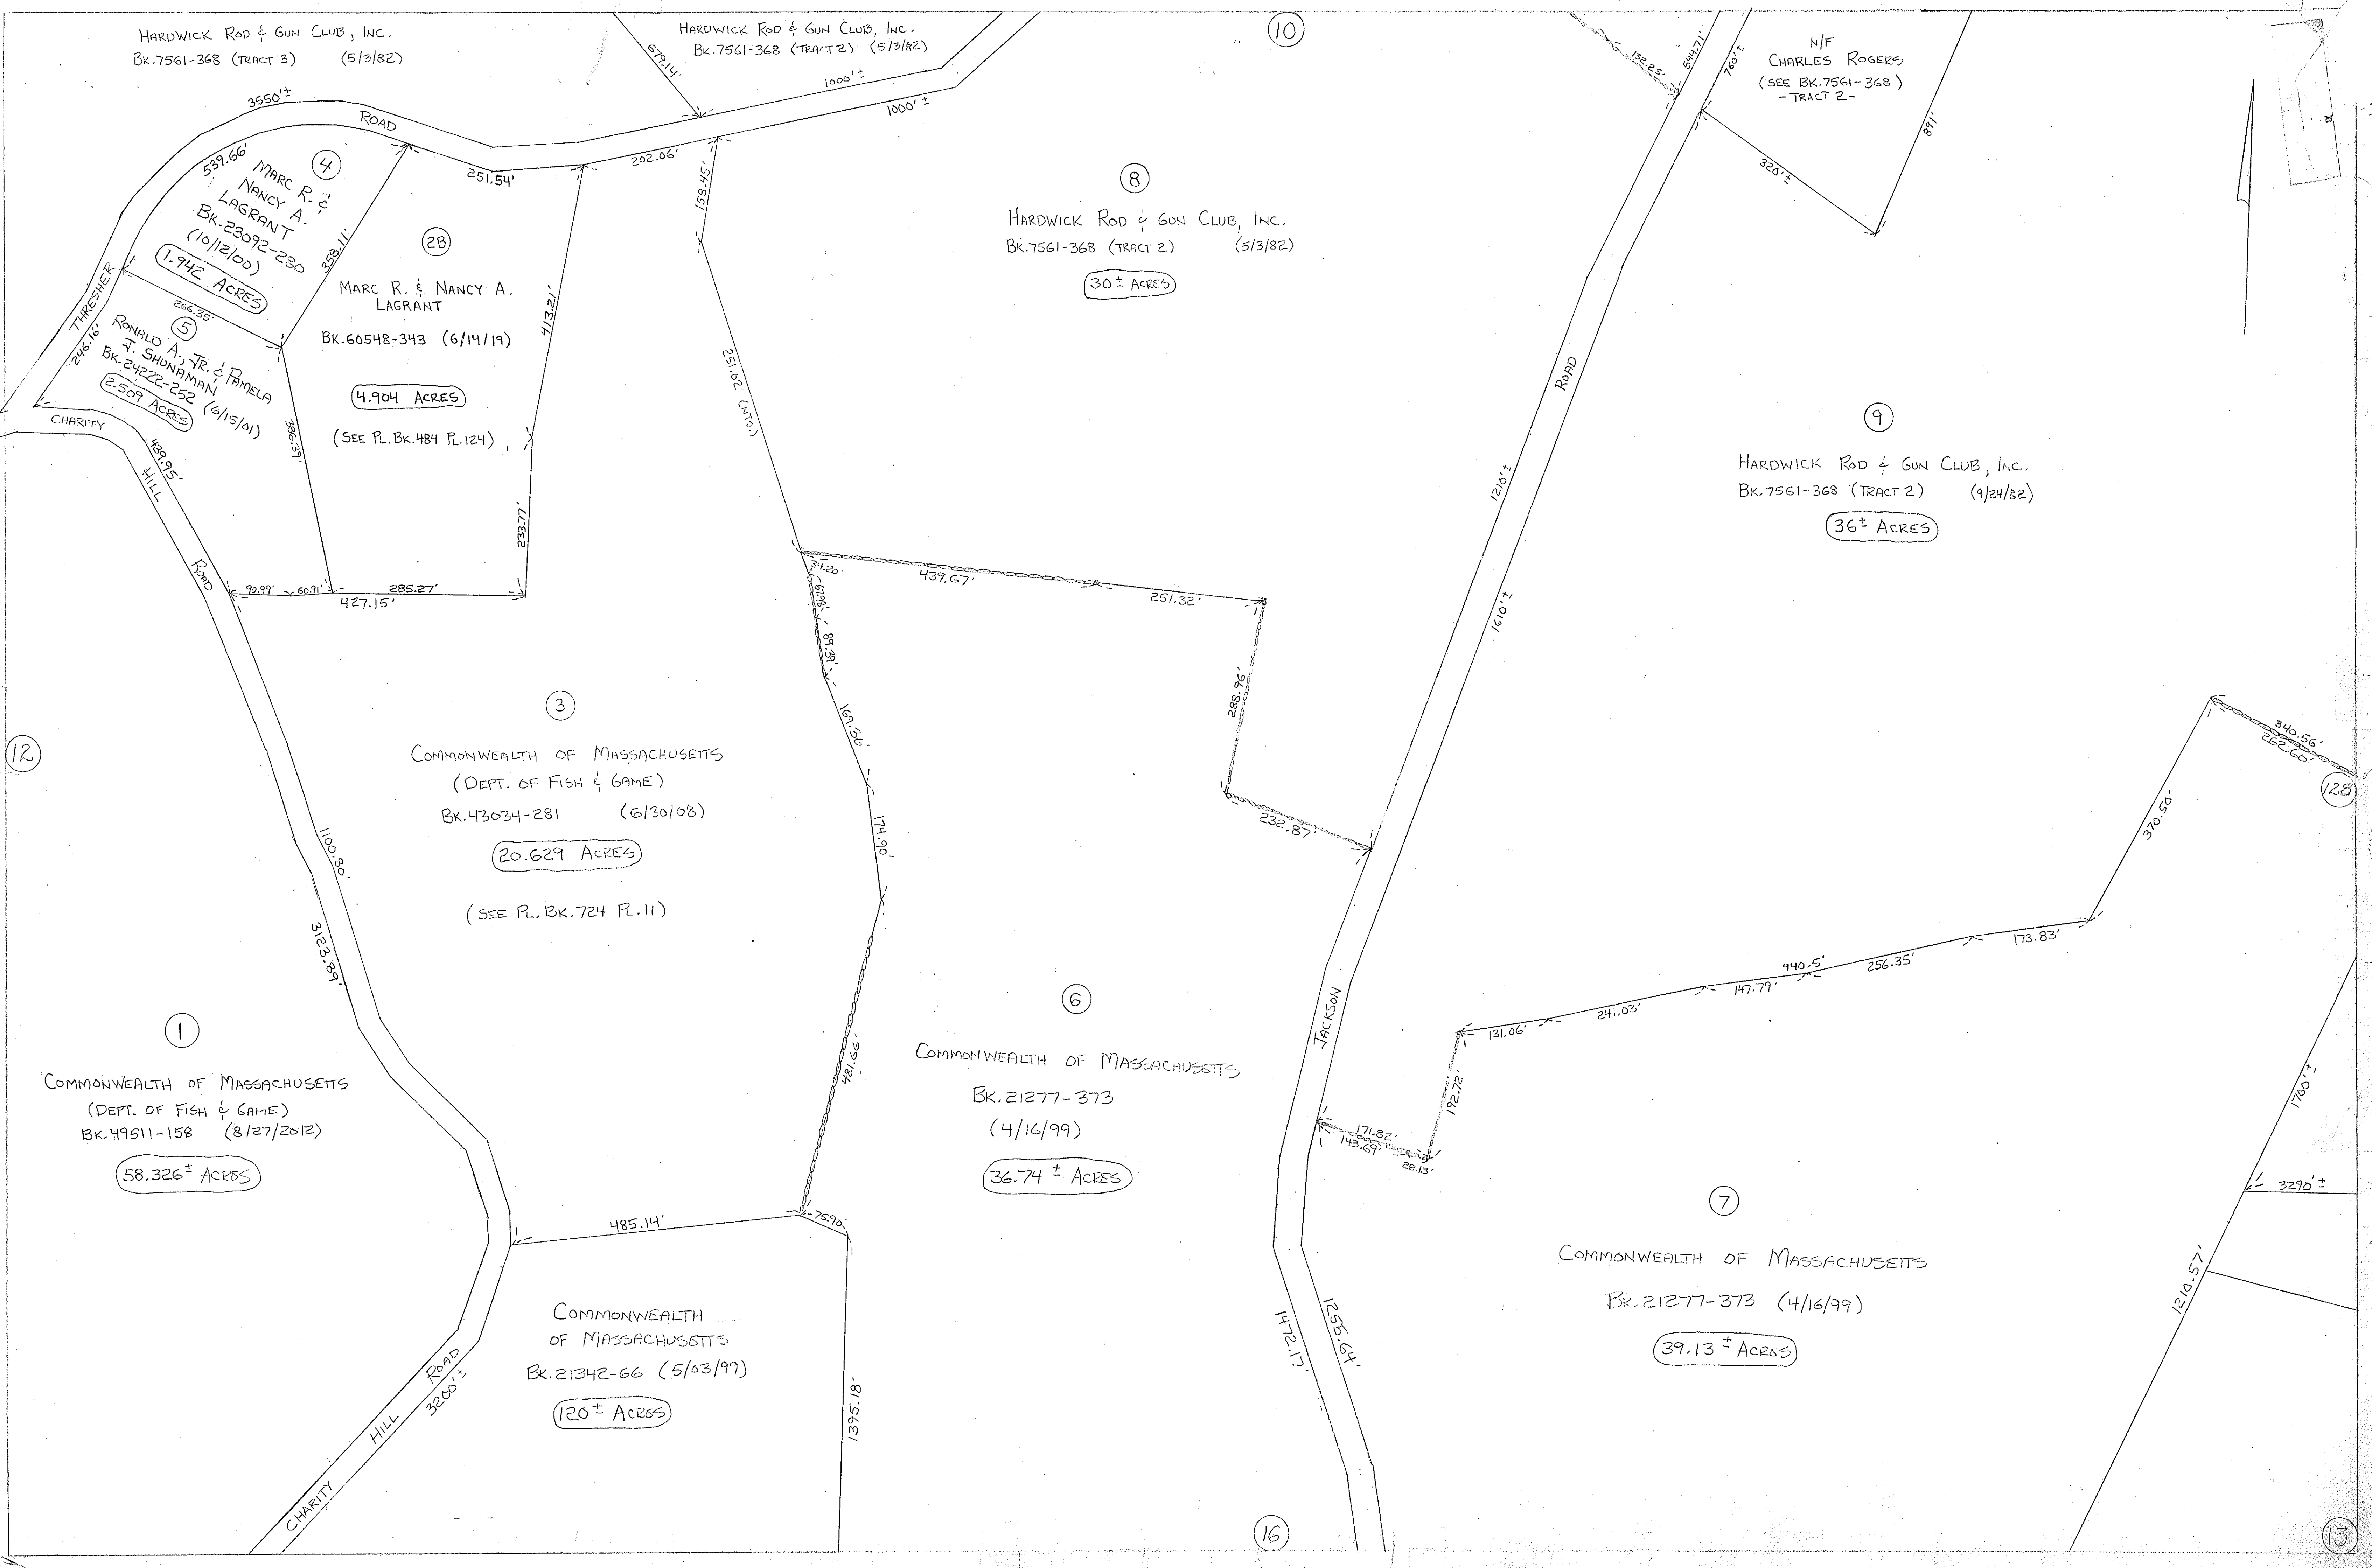 HARDWICK ROD & GUN CLUB, INC.
BK.7561-368 (TRACT 3) (5/3/82)
679.14'
HARDWICK ROD & GUN CLUB, INC.
BK.7561-368 (TRACT 2) (5/3/82)
1000'±
1000'±
10
132.23'
544.71'
760'±
N/F
CHARLES ROGERS
(SEE BK.7561-368)
-TRACT 2-
891'
320'±
3550'±
ROAD
THRESHER
539.66'
4
MARC R. &
NANCY A.
LAGRANT
BK.23092-280
(10/12/00)
1.942 ACRES
358.11'
266.35'
246.16'
5
RONALD A., JR. & PAMELA
J. SHUNAMAN
BK.24222-252 (6/15/01)
2.509 ACRES
386.39'
251.54'
202.06'
158.45'
2B
MARC R. & NANCY A.
LAGRANT
BK.60548-343 (6/14/19)
4.904 ACRES
(SEE PL.BK.484 PL.124)
413.21'
233.77'
251.02' (NTS.)
8
HARDWICK ROD & GUN CLUB, INC.
BK.7561-368 (TRACT 2) (5/3/82)
30± ACRES
ROAD
1210'±
1610'±
9
HARDWICK ROD & GUN CLUB, INC.
BK.7561-368 (TRACT 2) (9/24/82)
36± ACRES
CHARITY
HILL
ROAD
439.95'
90.99'
60.91'
285.27'
427.15'
34.20'
67.98'
89.39'
169.36'
174.90'
481.66'
439.67'
251.32'
288.96'
232.87'
12
3
COMMONWEALTH OF MASSACHUSETTS
(DEPT. OF FISH & GAME)
BK.43034-281 (6/30/08)
20.629 ACRES
(SEE PL.BK.724 PL.11)
1100.80'
3123.89'
340.56'
262.60'
128
370.50'
173.83'
256.35'
940.5'
147.79'
241.03'
131.06'
192.72'
171.82'
143.69'
28.13'
1
COMMONWEALTH OF MASSACHUSETTS
(DEPT. OF FISH & GAME)
BK.49511-158 (8/27/2012)
58.326± ACRES
6
COMMONWEALTH OF MASSACHUSETTS
BK.21277-373
(4/16/99)
36.74± ACRES
JACKSON
7
COMMONWEALTH OF MASSACHUSETTS
BK.21277-373 (4/16/99)
39.13± ACRES
1700'±
3290'±
1210.57'
485.14'
75.90'
COMMONWEALTH
OF MASSACHUSETTS
BK.21342-66 (5/03/99)
120± ACRES
1395.18'
1472.17'
1255.64'
CHARITY HILL ROAD
3200'±
16
13